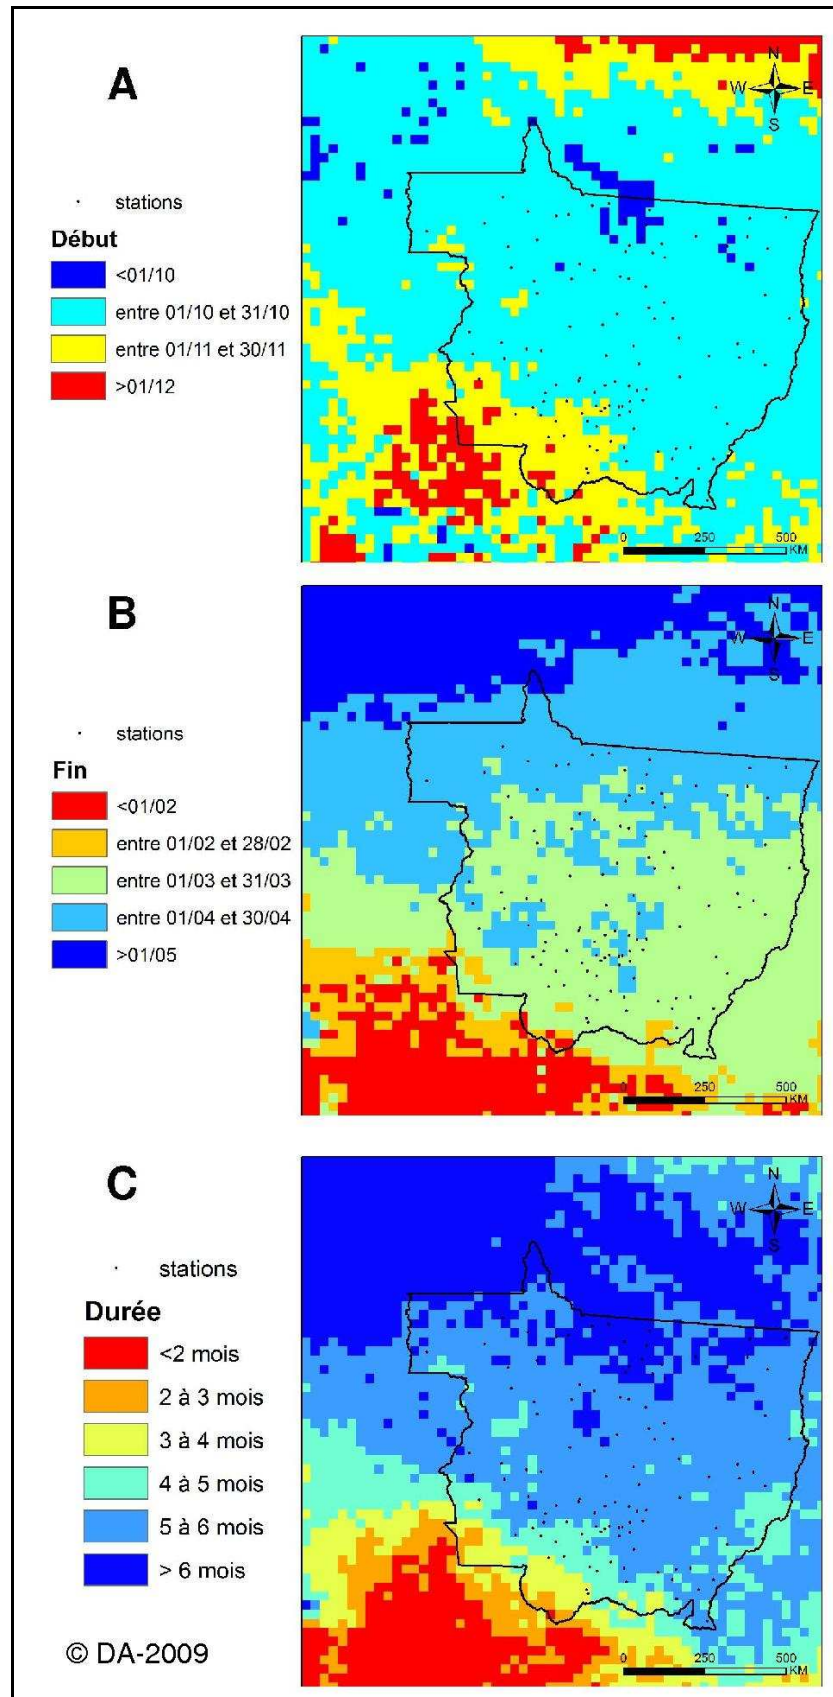 A
stations
Début
<01/10
entre 01/10 et 31/10
entre 01/11 et 30/11
>01/12
N
W E
S
0 250 500
KM
B
stations
Fin
<01/02
entre 01/02 et 28/02
entre 01/03 et 31/03
entre 01/04 et 30/04
>01/05
N
W E
S
0 250 500
KM
C
stations
Durée
<2 mois
2 à 3 mois
3 à 4 mois
4 à 5 mois
5 à 6 mois
> 6 mois
N
W E
S
0 250 500
KM
© DA-2009